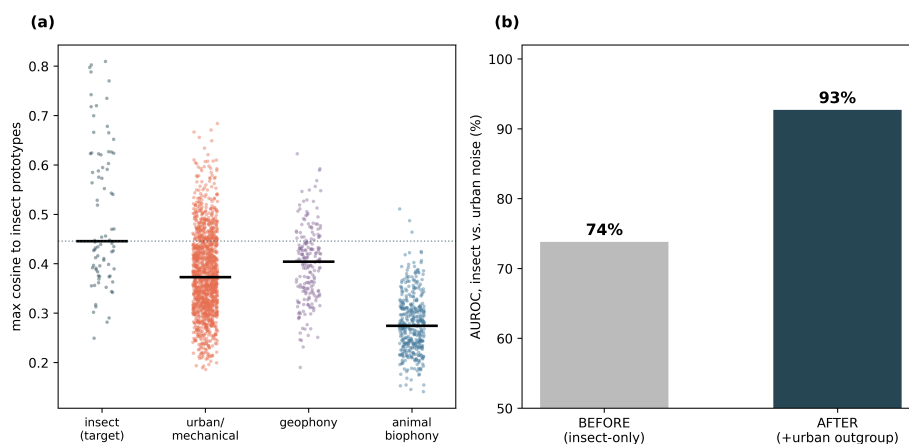 (a)
max cosine to insect prototypes
0.8
0.7
0.6
0.5
0.4
0.3
0.2
insect
(target)
urban/
mechanical
geophony
animal
biophony
(b)
AUROC, insect vs. urban noise (%)
100
90
80
70
60
50
74%
93%
BEFORE
(insect-only)
AFTER
(+urban outgroup)